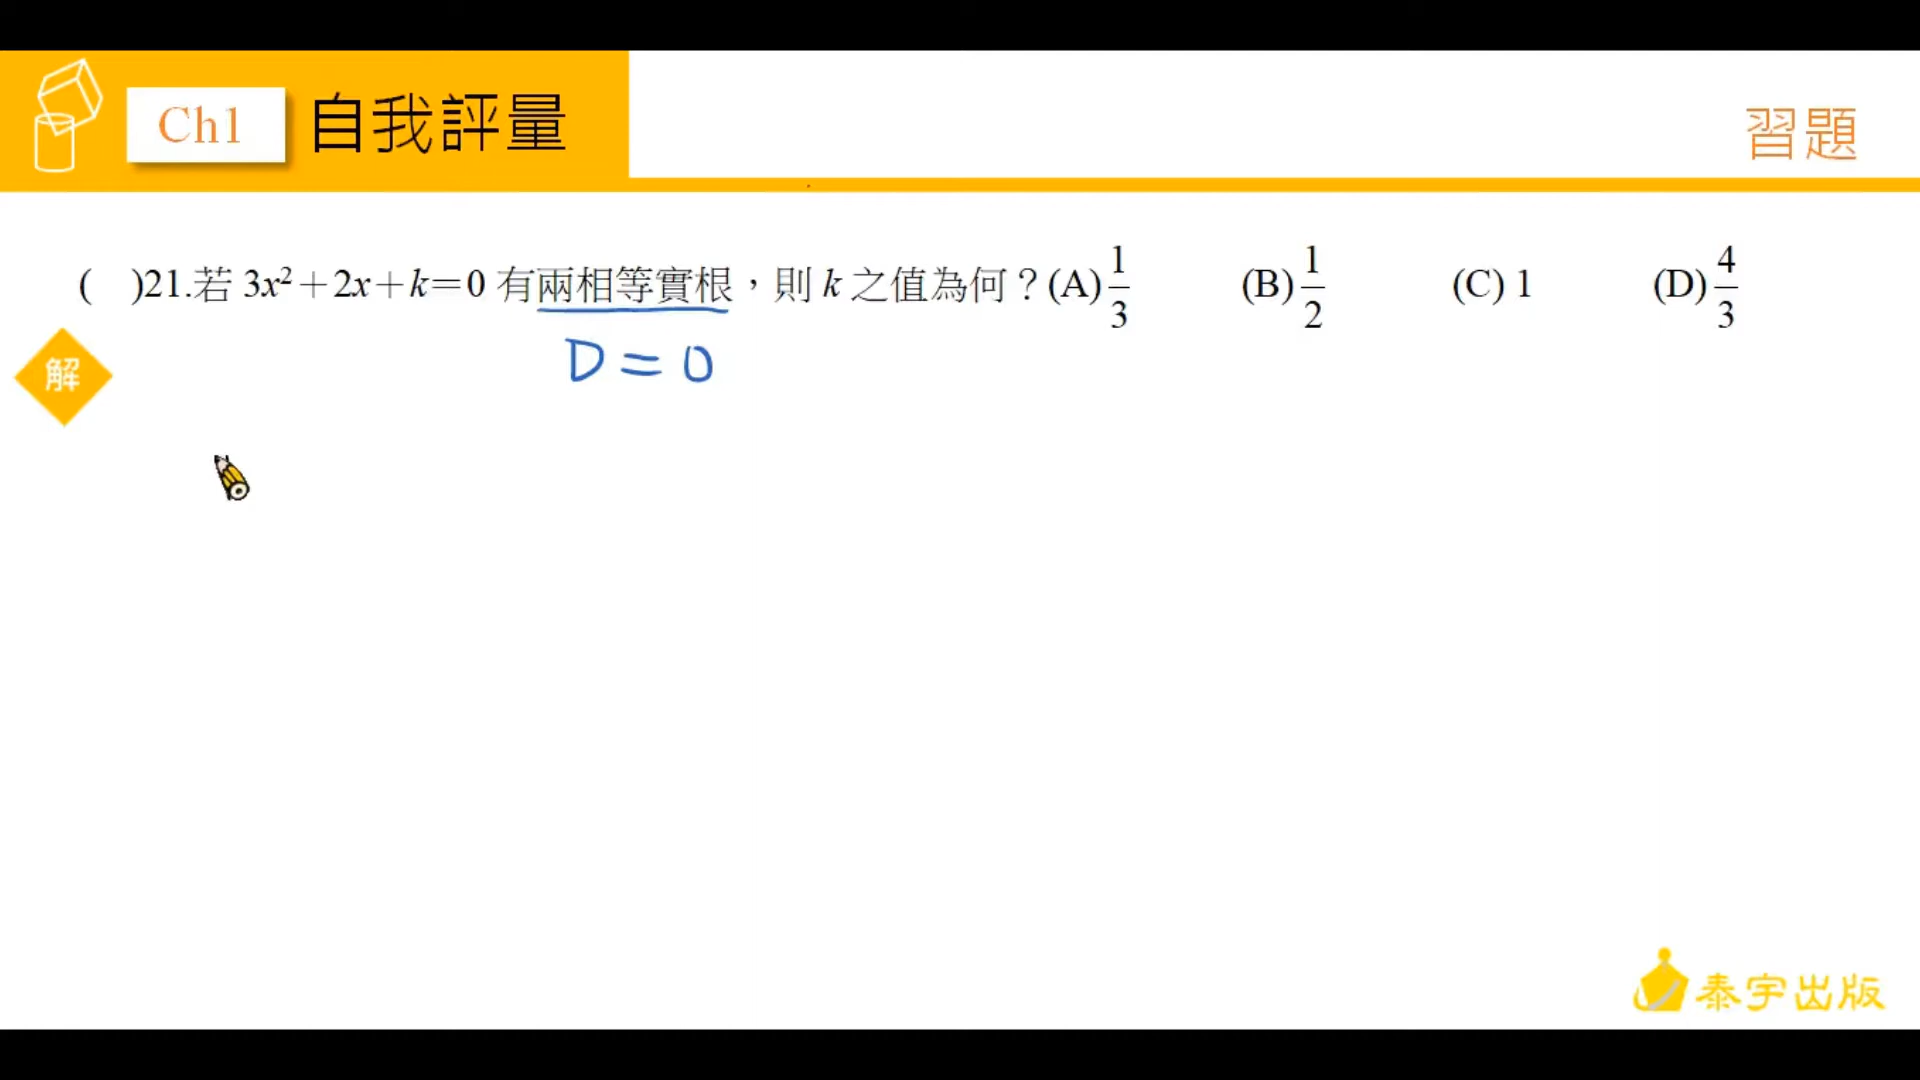 Ch1 自我評量
習題
(　)21.若 3x²＋2x＋k＝0 有兩相等實根，則 k 之值為何？(A) 1/3 (B) 1/2 (C) 1 (D) 4/3
D = 0
解
泰宇出版